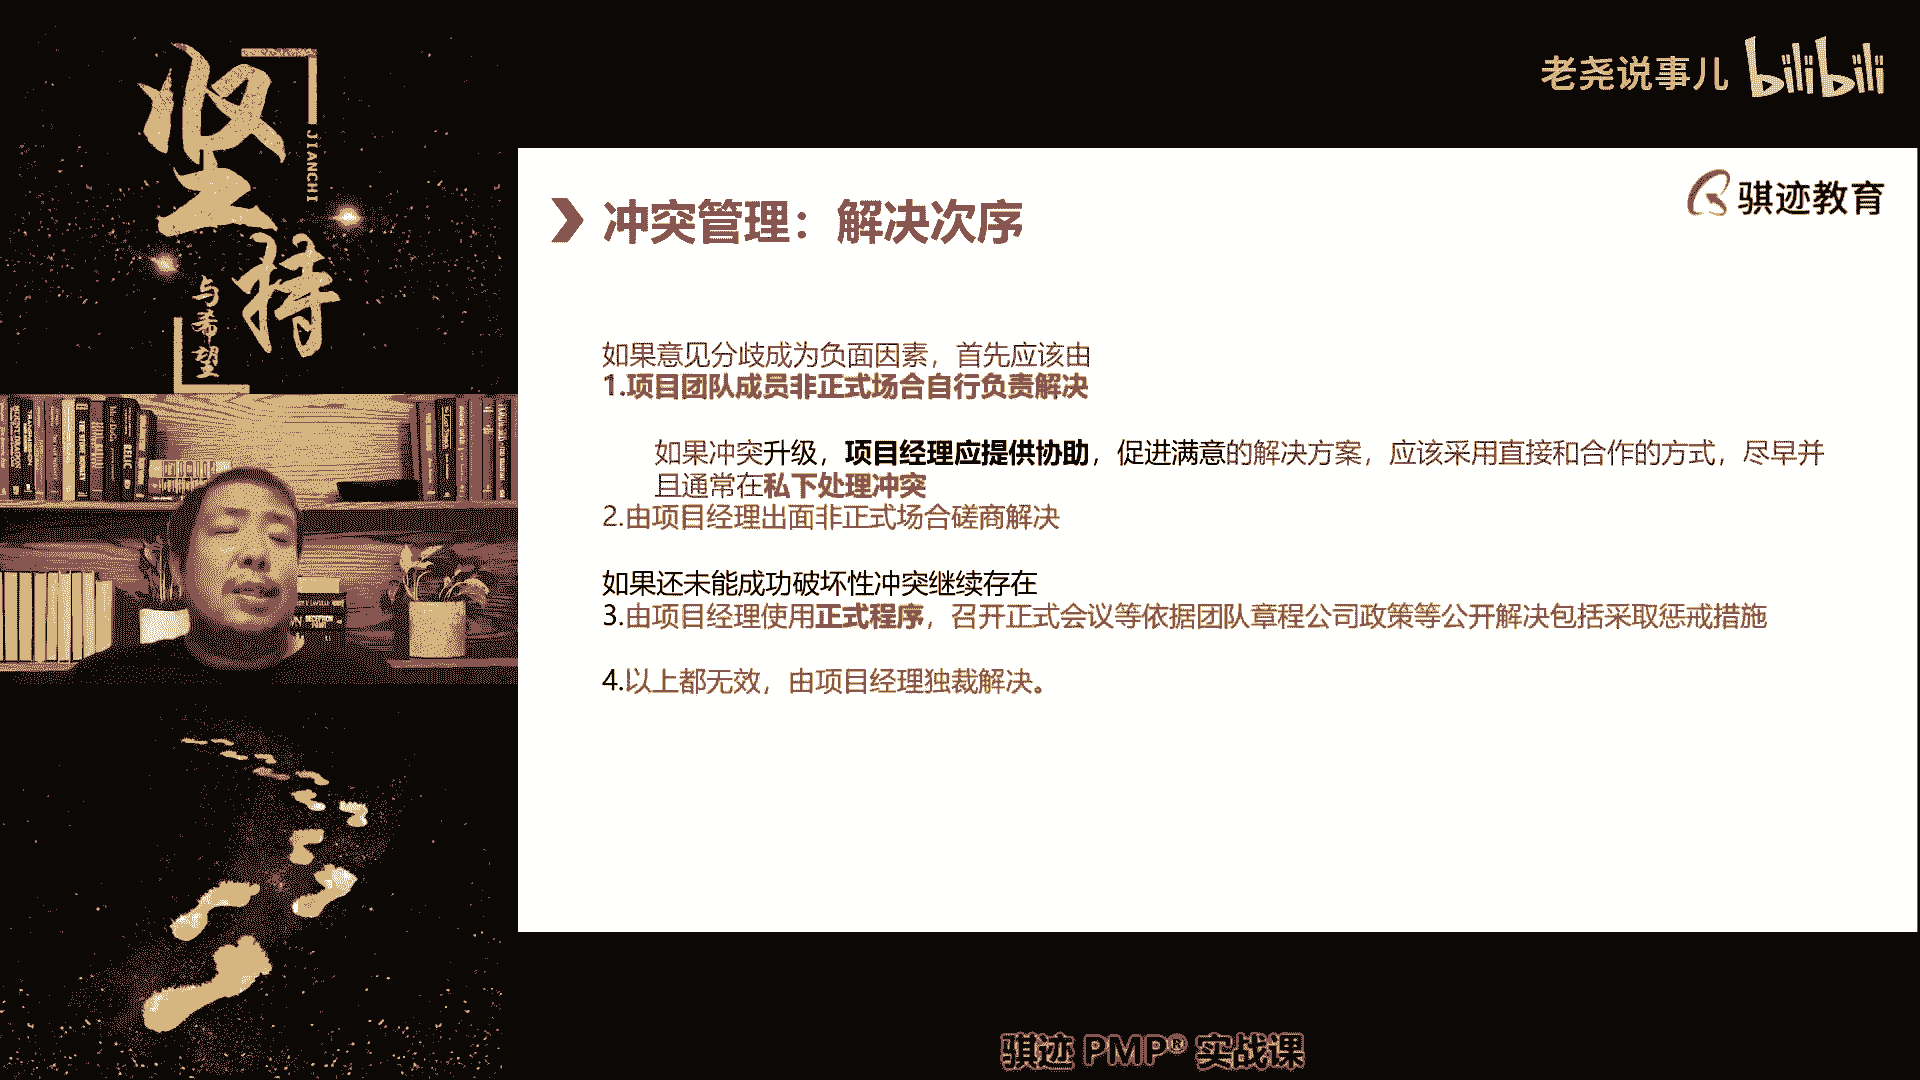 坚持
JIANCHI
与希望
老尧说事儿 bilibili
骐迹教育
冲突管理：解决次序
如果意见分歧成为负面因素，首先应该由
1.项目团队成员非正式场合自行负责解决
如果冲突升级，项目经理应提供协助，促进满意的解决方案，应该采用直接和合作的方式，尽早并
且通常在私下处理冲突
2.由项目经理出面非正式场合磋商解决
如果还未能成功破坏性冲突继续存在
3.由项目经理使用正式程序，召开正式会议等依据团队章程公司政策等公开解决包括采取惩戒措施
4.以上都无效，由项目经理独裁解决。
骐迹 PMP® 实战课